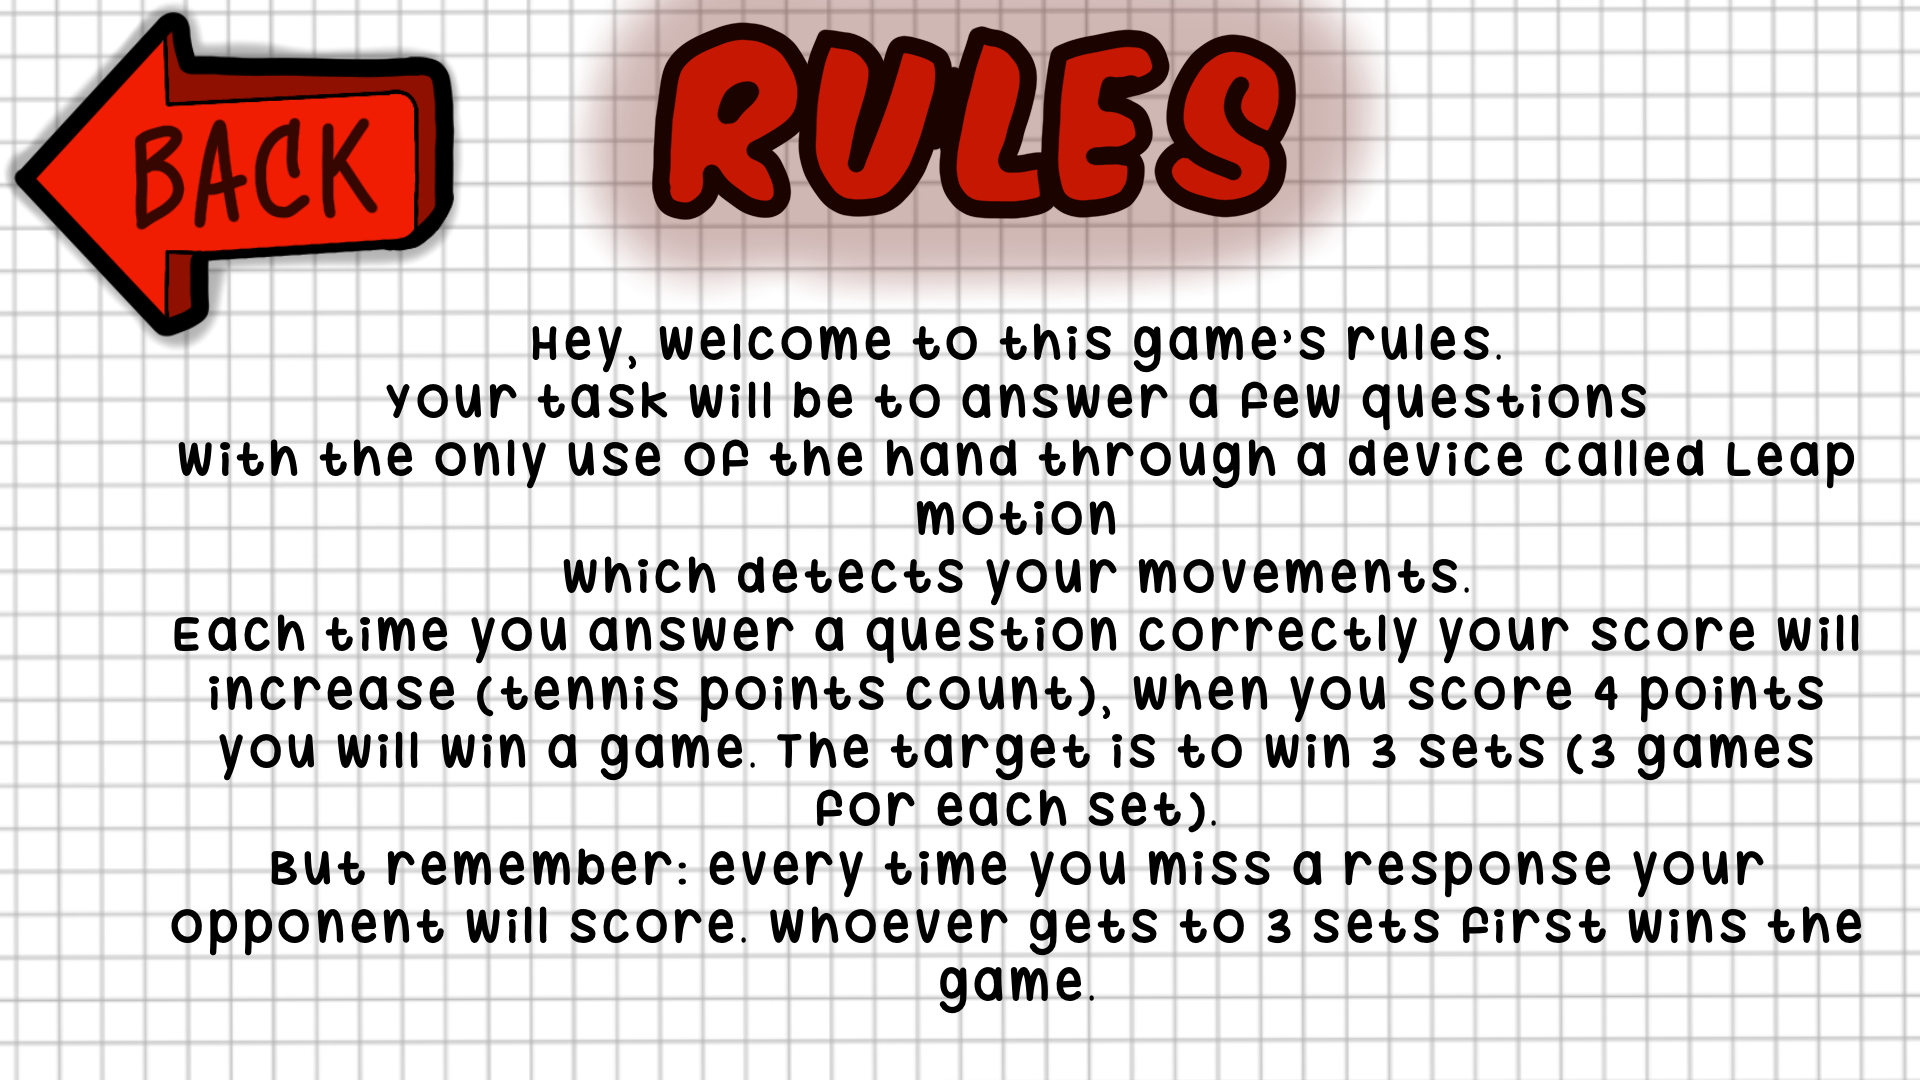 BACK
RULES
Hey, welcome to this game's rules.
Your task will be to answer a few questions
with the only use of the hand through a device called Leap
motion
which detects your movements.
Each time you answer a question correctly your score will
increase (tennis points count), when you score 4 points
you will win a game. The target is to win 3 sets (3 games
for each set).
But remember: every time you miss a response your
opponent will score. Whoever gets to 3 sets first wins the
game.